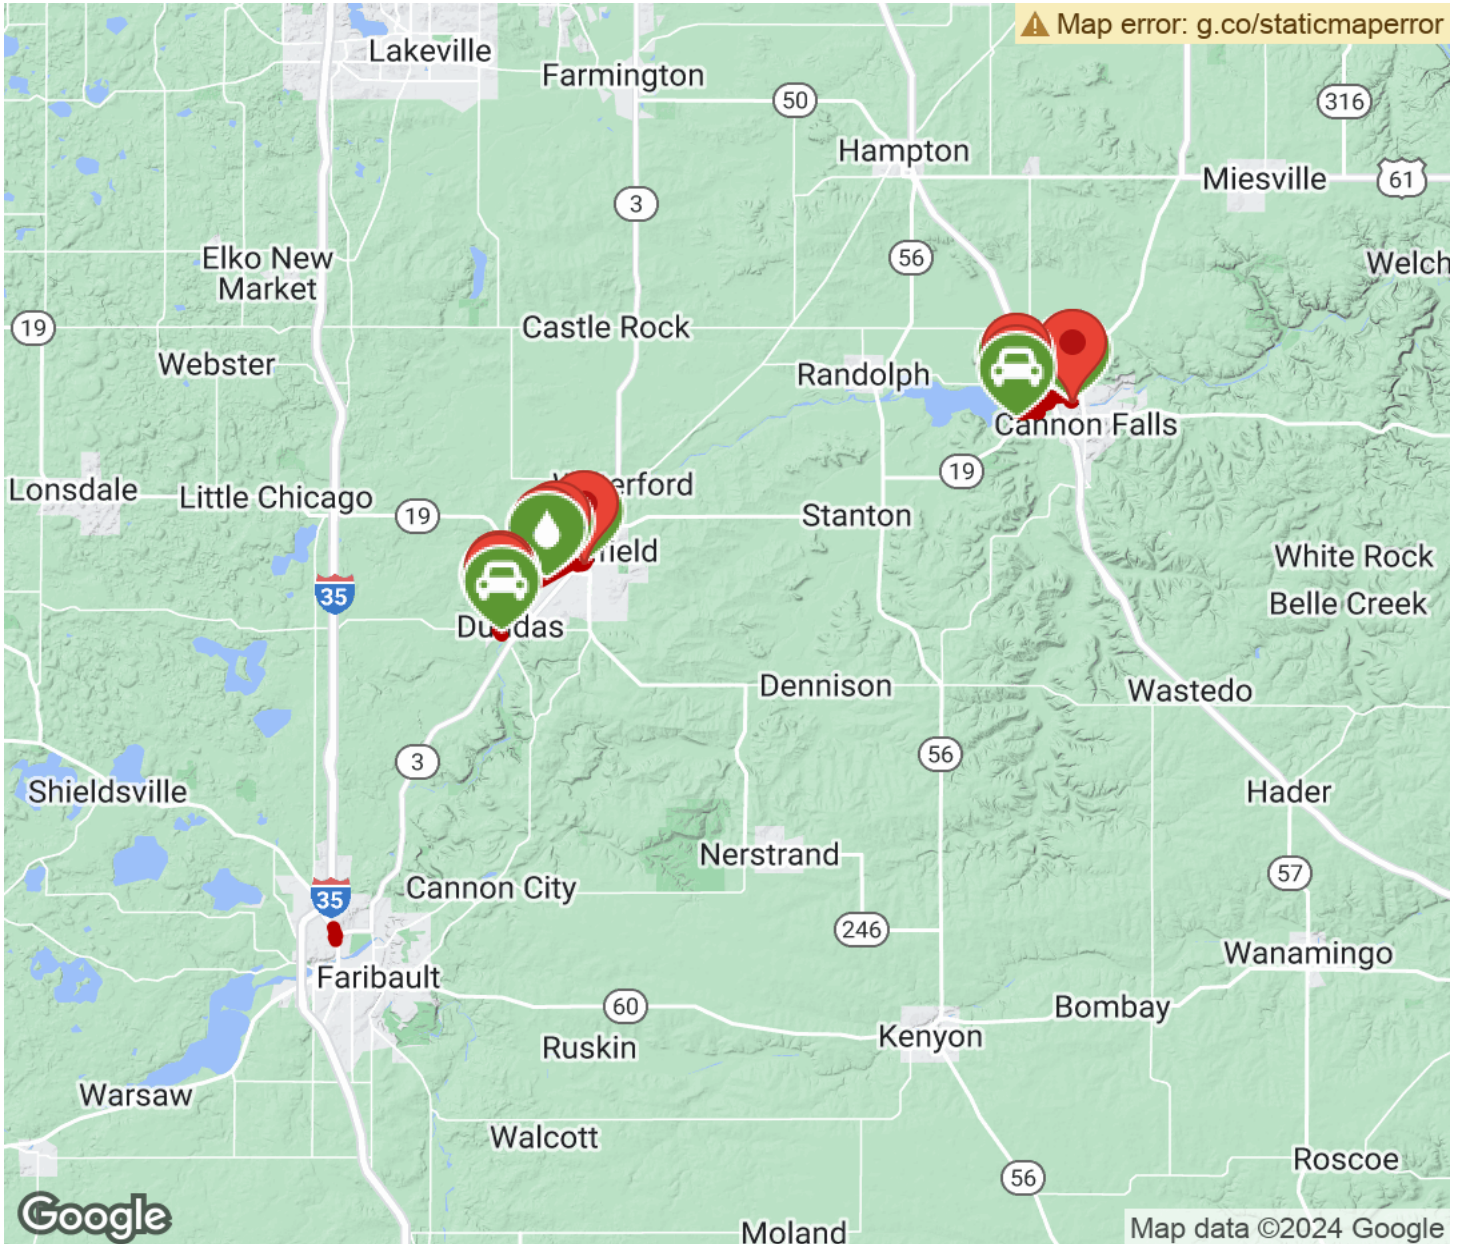 Map error: g.co/staticmaperror
Lakeville
Farmington
50
316
Hampton
Miesville
61
3
56
Elko New
Market
Welch
19
Castle Rock
Webster
Randolph
Cannon Falls
19
Lonsdale
Little Chicago
19
Stanton
White Rock
35
Belle Creek
Dennison
Wastedo
3
56
Shieldsville
Hader
Nerstrand
57
Cannon City
35
246
Wanamingo
Faribault
60
Bombay
Ruskin
Kenyon
Warsaw
Walcott
56
Roscoe
Google
Moland
Map data ©2024 Google